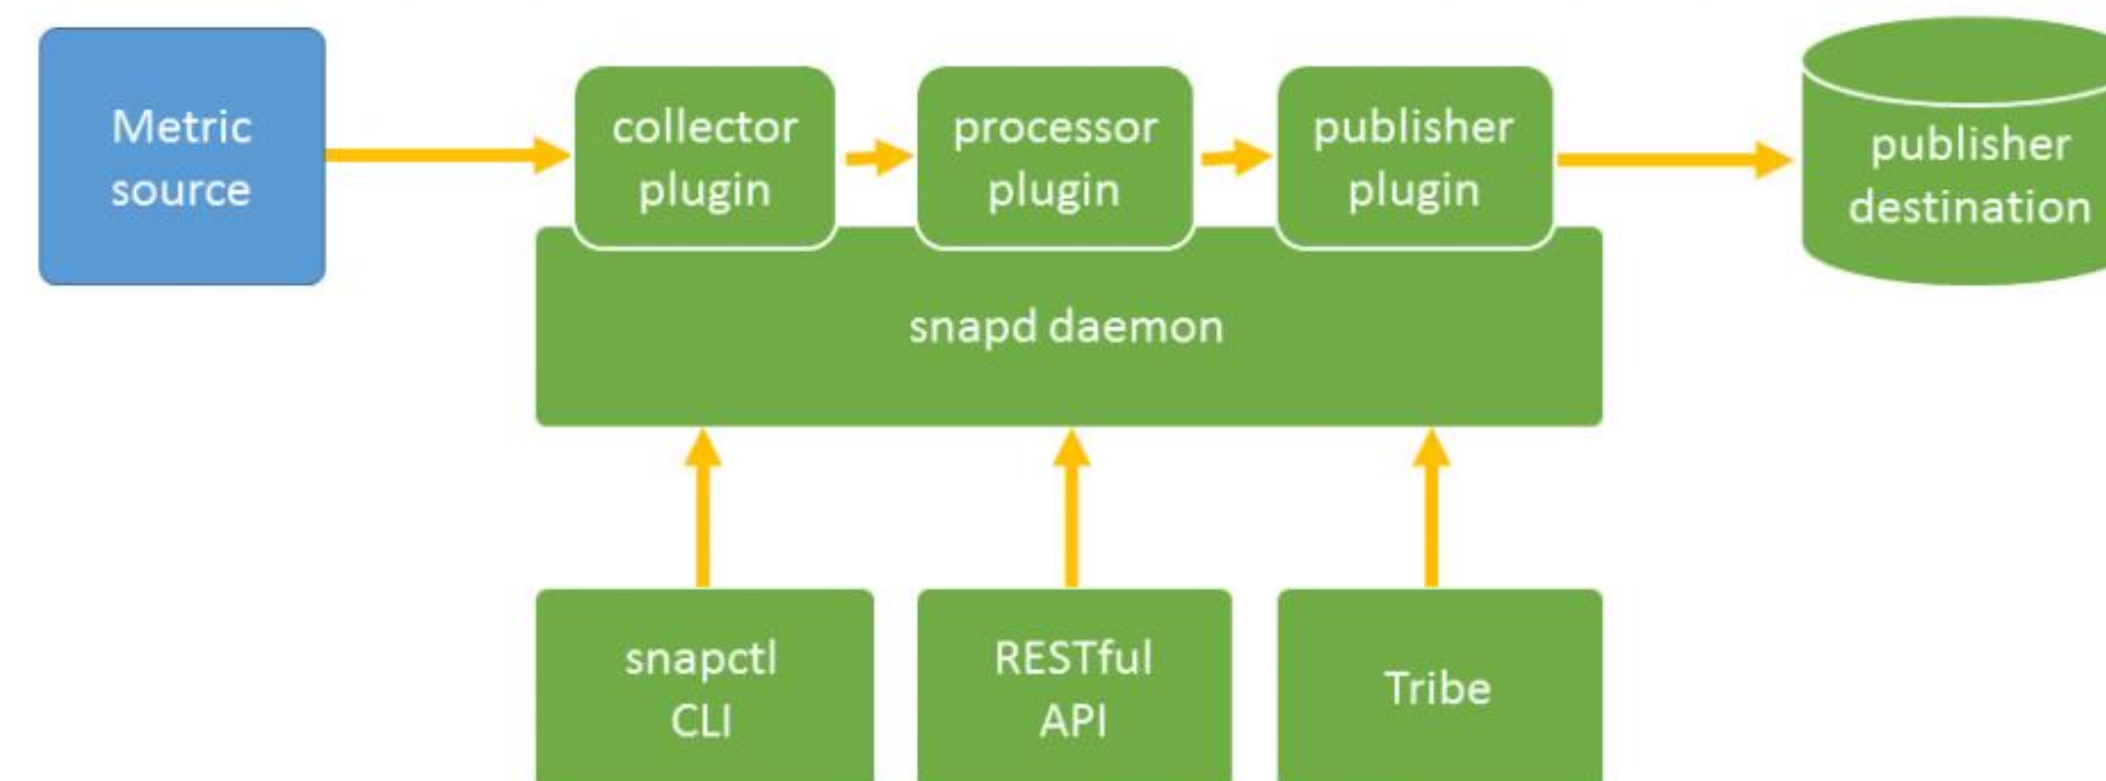 Metric
source
collector
plugin
processor
plugin
publisher
plugin
publisher
destination
snapd daemon
snapctl
CLI
RESTful
API
Tribe